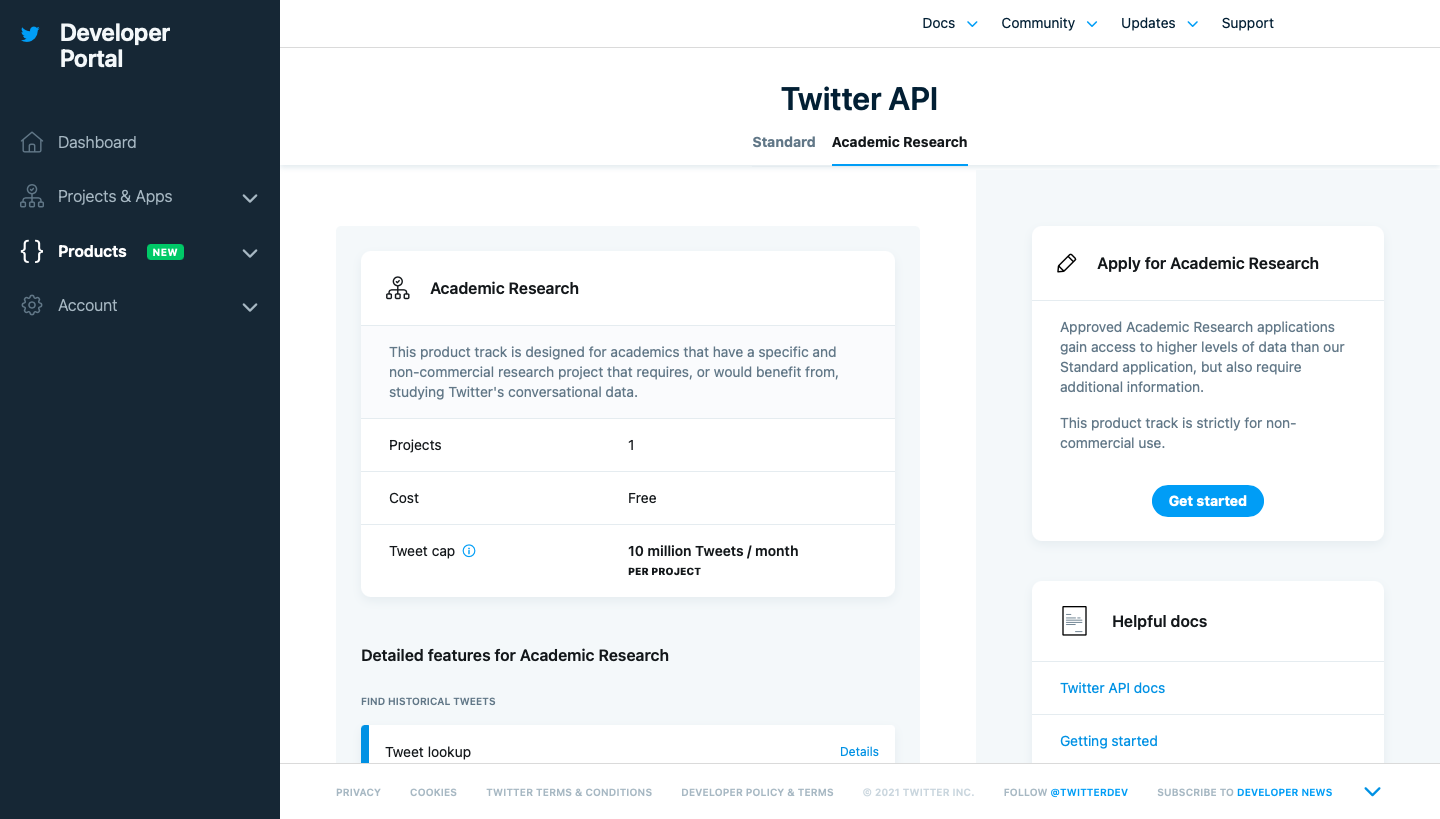 Developer
Portal
Dashboard
Projects & Apps
Products NEW
Account
Docs Community Updates Support
Twitter API
Standard Academic Research
Academic Research
This product track is designed for academics that have a specific and
non-commercial research project that requires, or would benefit from,
studying Twitter's conversational data.
Projects 1
Cost Free
Tweet cap 10 million Tweets / month
PER PROJECT
Detailed features for Academic Research
FIND HISTORICAL TWEETS
Tweet lookup Details
Apply for Academic Research
Approved Academic Research applications
gain access to higher levels of data than our
Standard application, but also require
additional information.
This product track is strictly for non-
commercial use.
Get started
Helpful docs
Twitter API docs
Getting started
PRIVACY COOKIES TWITTER TERMS & CONDITIONS DEVELOPER POLICY & TERMS © 2021 TWITTER INC. FOLLOW @TWITTERDEV SUBSCRIBE TO DEVELOPER NEWS